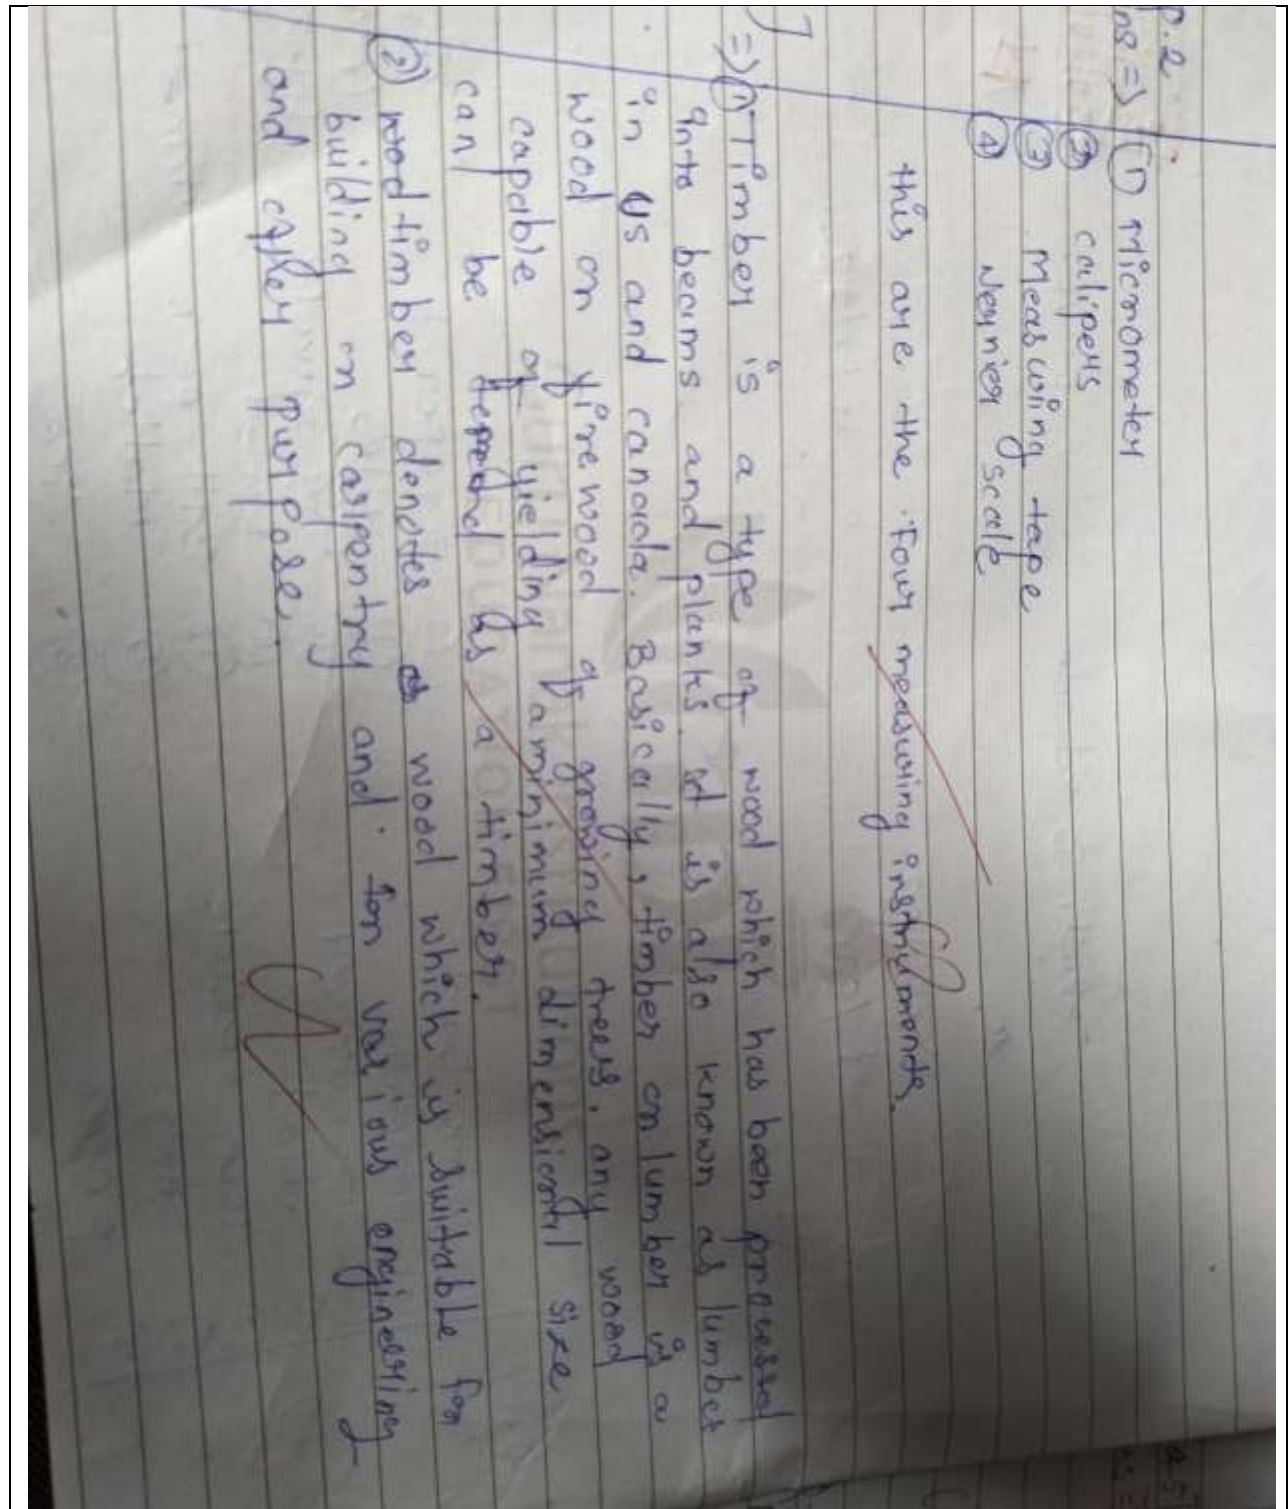 P.2
ns => ① Micrometer
② calipers
③ Measuring tape
④ Vernier scale
this are the Four measuring instruments.
=> ① Timber is a type of wood which has been processed
into beams and planks. it is also known as lumber
in US and canada. Basically, timber or lumber is a
wood or firewood of growing trees. any wood
capable of yielding a minimum dimensional size
can be as a timber.
② word timber denotes wood which is suitable for
building or carpentry and for various engineering
and other purpose.